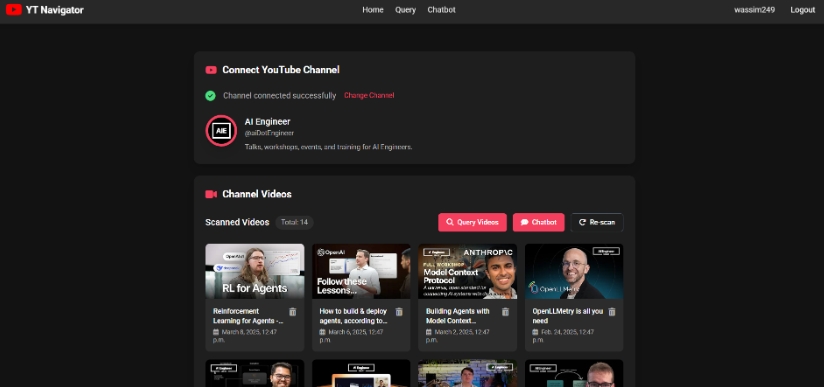 YT Navigator
Home Query Chatbot
wassim249 Logout
Connect YouTube Channel
Channel connected successfully Change Channel
AIE
AI Engineer
@aiDotEngineer
Talks, workshops, events, and training for AI Engineers.
Channel Videos
Scanned Videos Total: 14
Query Videos
Chatbot
Re-scan
RL for Agents
Reinforcement
Learning for Agents -...
March 8, 2025, 12:47
p.m.
OpenAI
Follow these
Lessons...
How to build & deploy
agents, according to...
March 6, 2025, 12:47
p.m.
ANTHROP\C
FULL WORKSHOP
Model Context
Protocol
Building Agents with
Model Context...
March 2, 2025, 12:47
p.m.
OpenLLMetry
OpenLLMetry is all you
need
Feb. 24, 2025, 12:47
p.m.